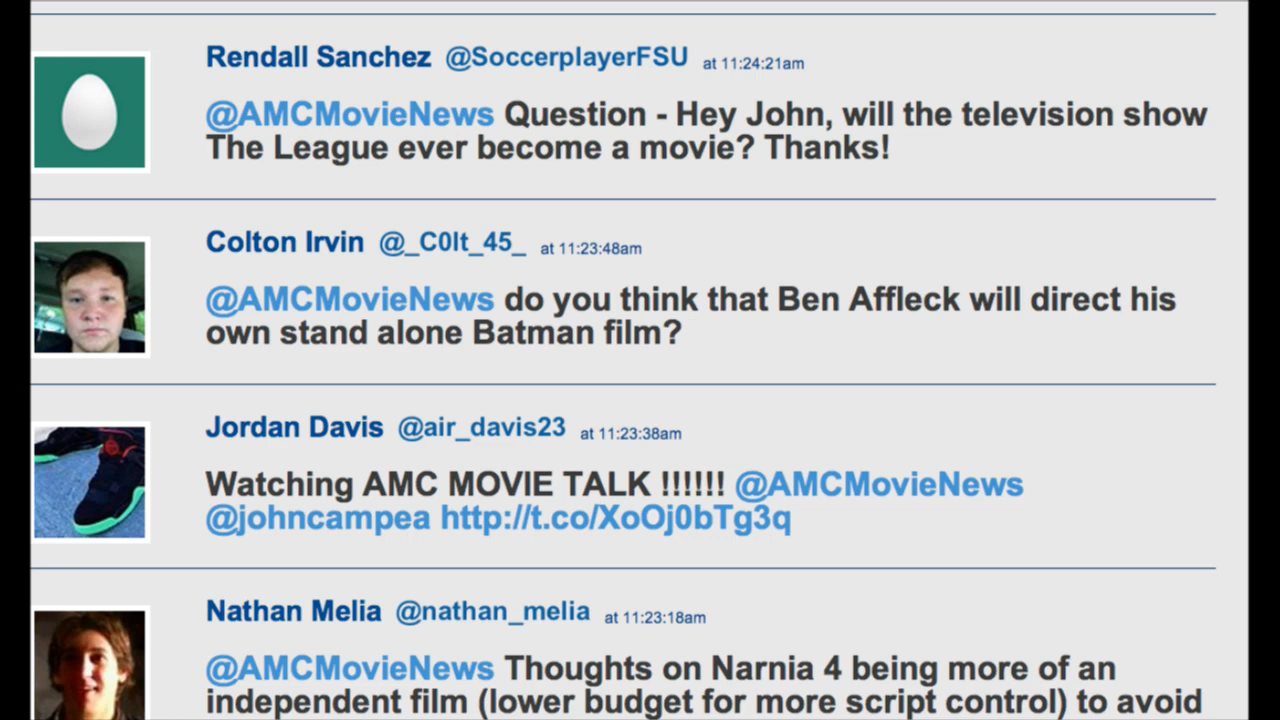 Rendall Sanchez @SoccerplayerFSU at 11:24:21am
@AMCMovieNews Question - Hey John, will the television show
The League ever become a movie? Thanks!
Colton Irvin @_C0lt_45_ at 11:23:48am
@AMCMovieNews do you think that Ben Affleck will direct his
own stand alone Batman film?
Jordan Davis @air_davis23 at 11:23:38am
Watching AMC MOVIE TALK !!!!!! @AMCMovieNews
@johncampea http://t.co/XoOj0bTg3q
Nathan Melia @nathan_melia at 11:23:18am
@AMCMovieNews Thoughts on Narnia 4 being more of an
independent film (lower budget for more script control) to avoid